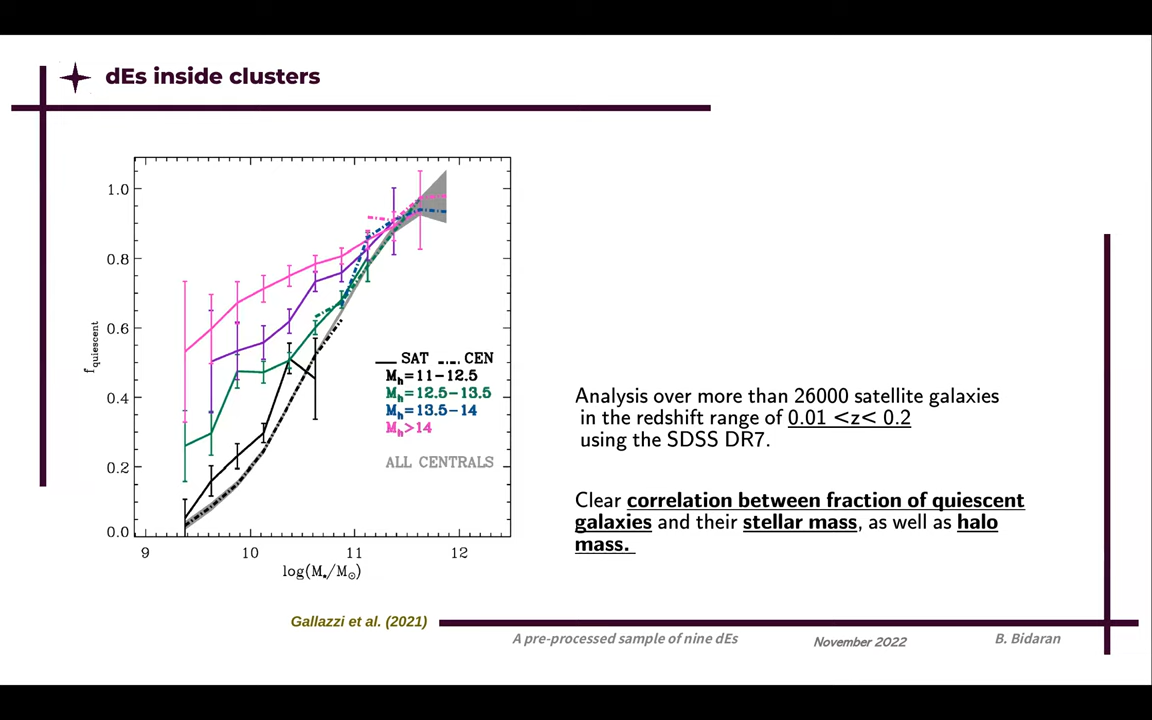 dEs inside clusters
1.0
0.8
0.6
0.4
0.2
0.0
f quiescent
SAT CEN
Mh=11-12.5
Mh=12.5-13.5
Mh=13.5-14
Mh>14
ALL CENTRALS
9 10 11 12
log(M⋆/M⊙)
Analysis over more than 26000 satellite galaxies
in the redshift range of 0.01 <z< 0.2
using the SDSS DR7.
Clear correlation between fraction of quiescent
galaxies and their stellar mass, as well as halo
mass.
Gallazzi et al. (2021)
A pre-processed sample of nine dEs November 2022 B. Bidaran